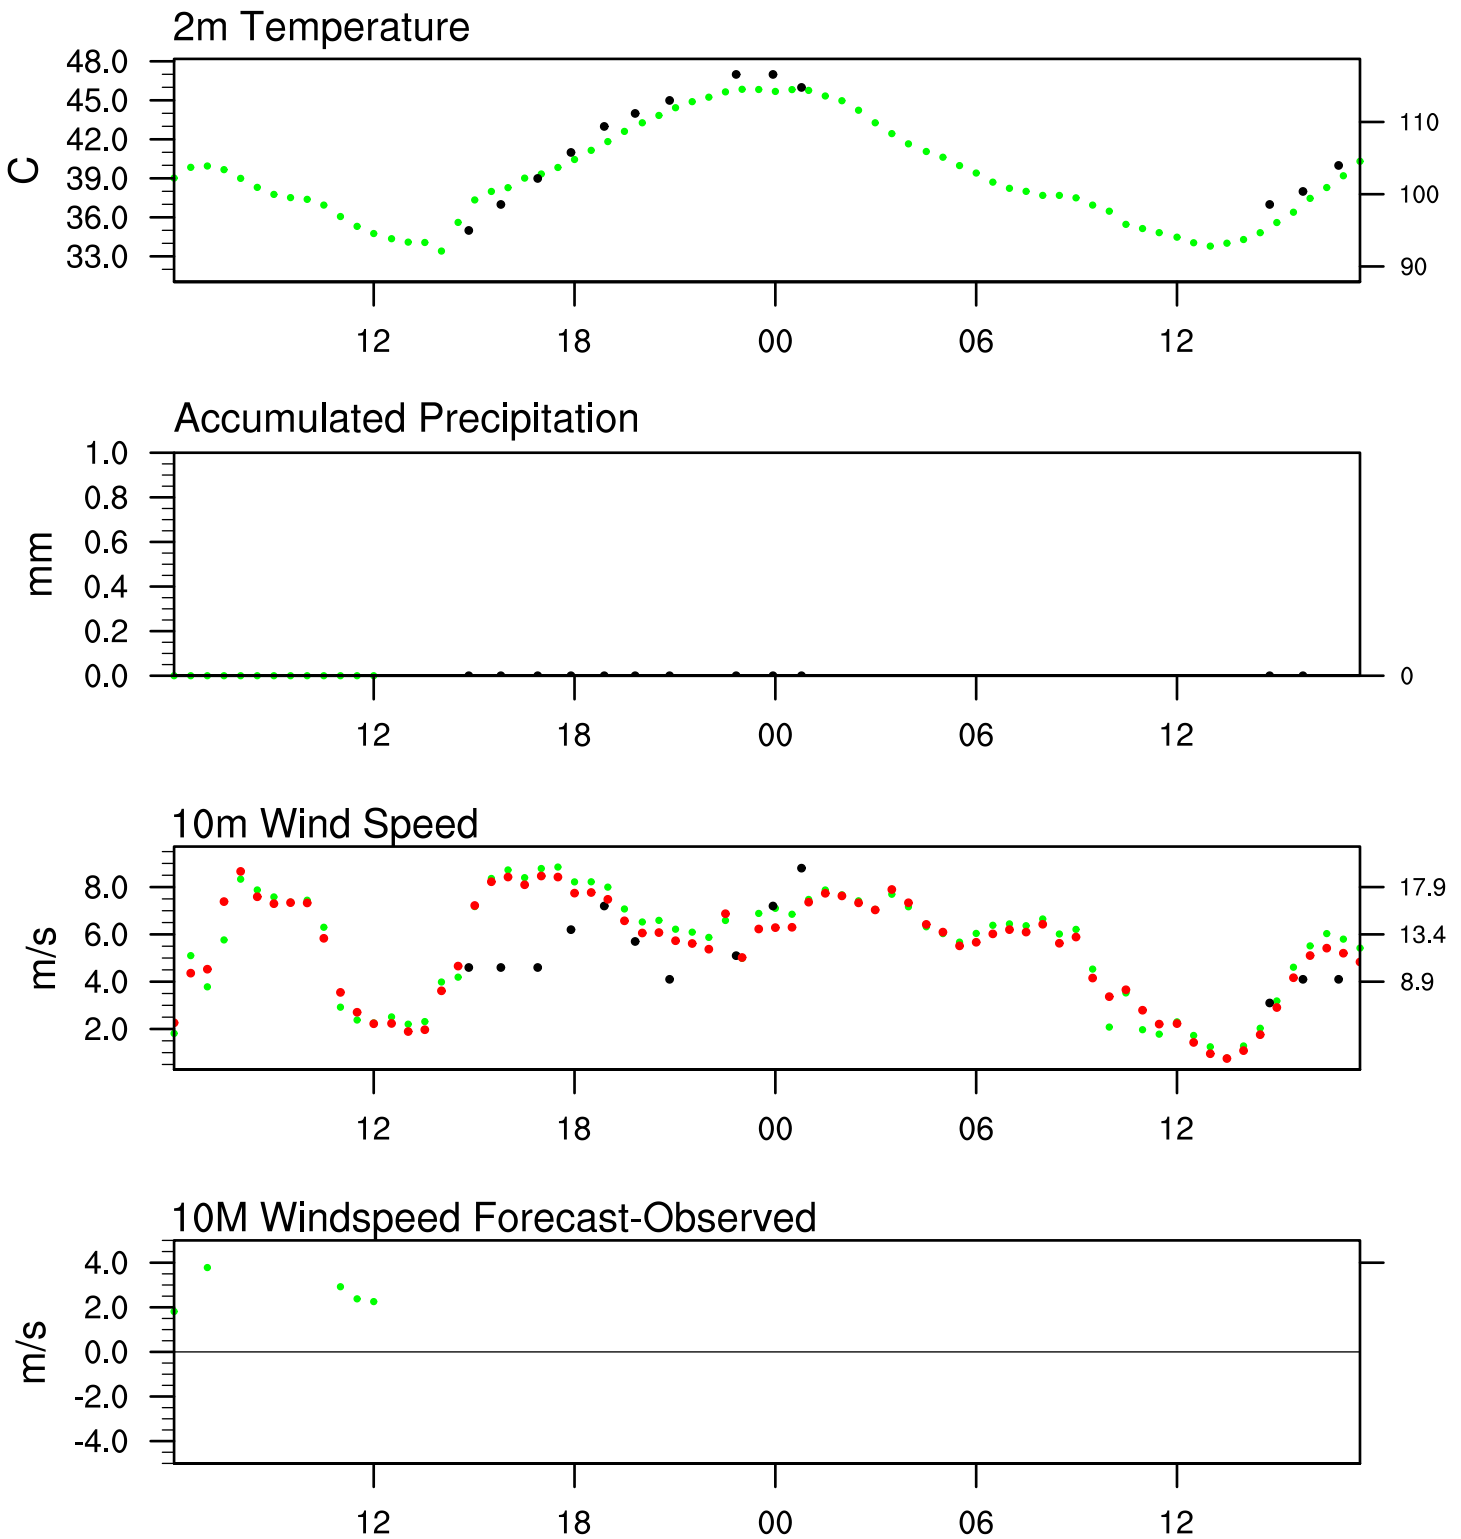 2m Temperature
48.0
45.0
42.0
39.0
36.0
33.0
C
110
100
90
12 18 00 06 12
Accumulated Precipitation
1.0
0.8
0.6
0.4
0.2
0.0
mm
0
12 18 00 06 12
10m Wind Speed
8.0
6.0
4.0
2.0
m/s
17.9
13.4
8.9
12 18 00 06 12
10M Windspeed Forecast-Observed
4.0
2.0
0.0
-2.0
-4.0
m/s
12 18 00 06 12